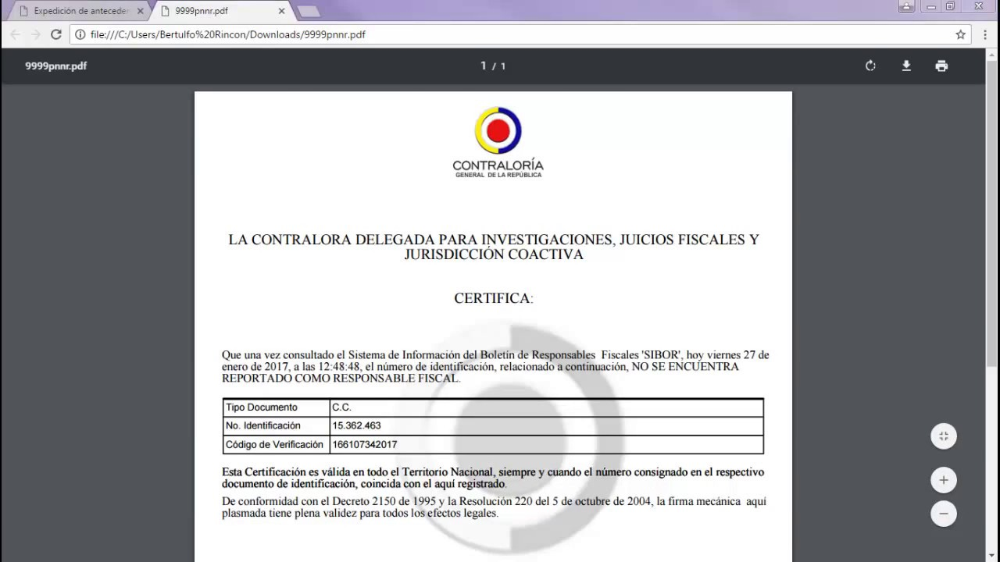 Expedición de anteceder
9999pnnr.pdf
file:///C:/Users/Bertulfo%20Rincon/Downloads/9999pnnr.pdf
9999pnnr.pdf
1 / 1
CONTRALORÍA
GENERAL DE LA REPÚBLICA
LA CONTRALORA DELEGADA PARA INVESTIGACIONES, JUICIOS FISCALES Y
JURISDICCIÓN COACTIVA
CERTIFICA:
Que una vez consultado el Sistema de Información del Boletín de Responsables Fiscales 'SIBOR', hoy viernes 27 de
enero de 2017, a las 12:48:48, el número de identificación, relacionado a continuación, NO SE ENCUENTRA
REPORTADO COMO RESPONSABLE FISCAL.
Tipo Documento C.C.
No. Identificación 15.362.463
Código de Verificación 166107342017
Esta Certificación es válida en todo el Territorio Nacional, siempre y cuando el número consignado en el respectivo
documento de identificación, coincida con el aquí registrado.
De conformidad con el Decreto 2150 de 1995 y la Resolución 220 del 5 de octubre de 2004, la firma mecánica aquí
plasmada tiene plena validez para todos los efectos legales.